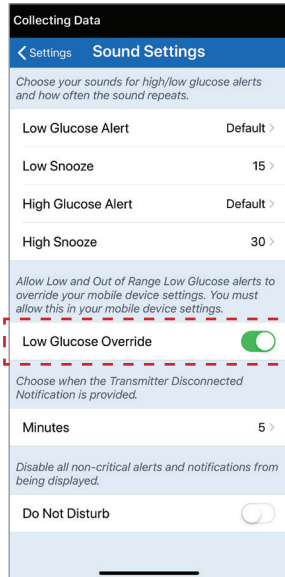 Collecting Data
Settings Sound Settings
Choose your sounds for high/low glucose alerts
and how often the sound repeats.
Low Glucose Alert Default
Low Snooze 15
High Glucose Alert Default
High Snooze 30
Allow Low and Out of Range Low Glucose alerts to
override your mobile device settings. You must
allow this in your mobile device settings.
Low Glucose Override
Choose when the Transmitter Disconnected
Notification is provided.
Minutes 5
Disable all non-critical alerts and notifications from
being displayed.
Do Not Disturb